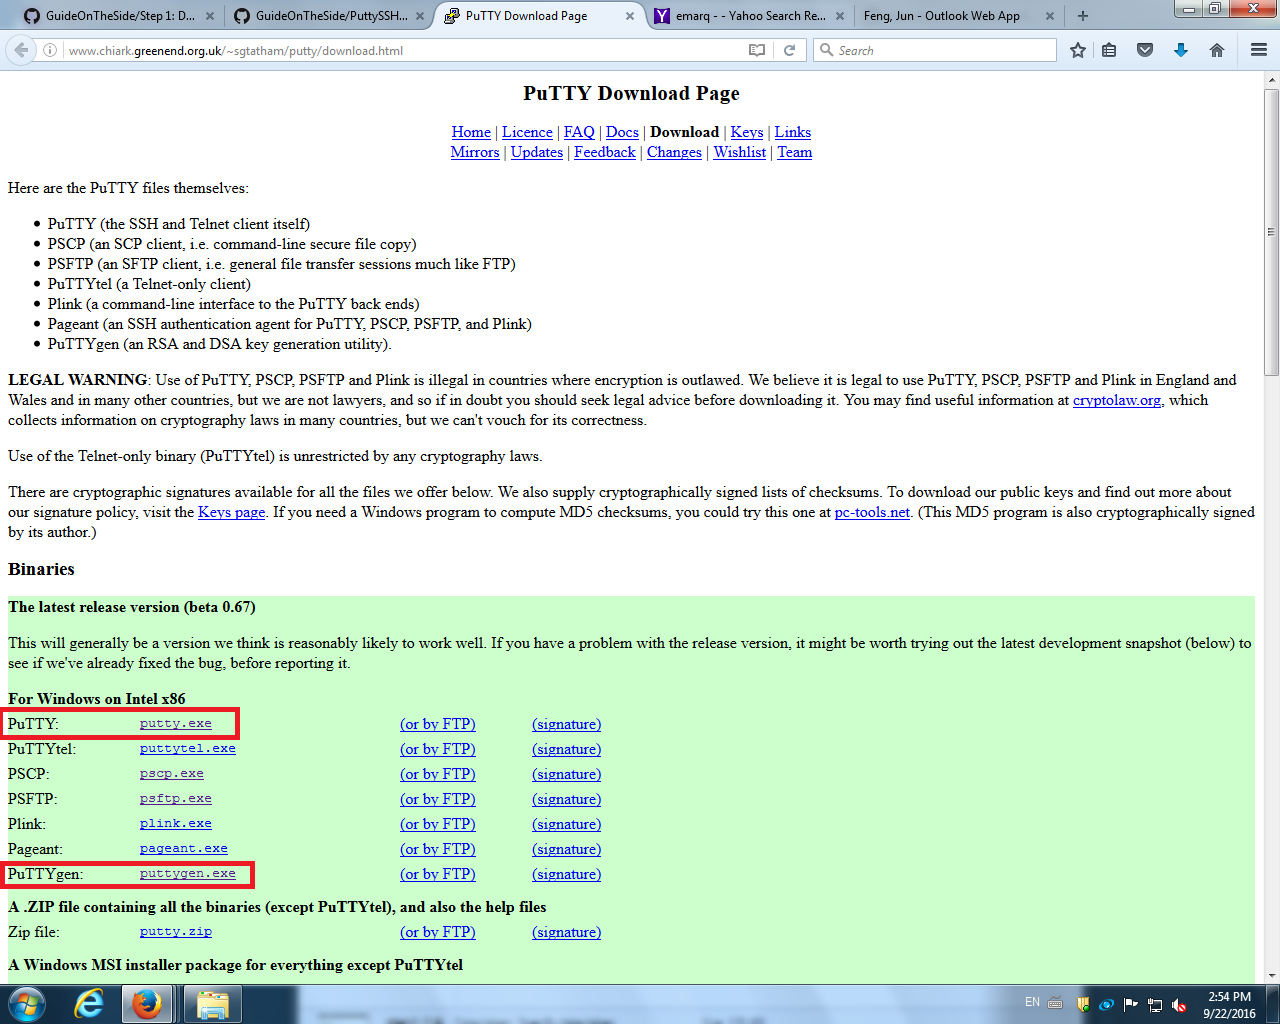 GuideOnTheSide/Step 1: D...
GuideOnTheSide/PuttySSH...
PuTTY Download Page
emarq - - Yahoo Search Re...
Feng, Jun - Outlook Web App
www.chiark.greenend.org.uk/~sgtatham/putty/download.html
Search
PuTTY Download Page
Home | Licence | FAQ | Docs | Download | Keys | Links
Mirrors | Updates | Feedback | Changes | Wishlist | Team
Here are the PuTTY files themselves:
• PuTTY (the SSH and Telnet client itself)
• PSCP (an SCP client, i.e. command-line secure file copy)
• PSFTP (an SFTP client, i.e. general file transfer sessions much like FTP)
• PuTTYtel (a Telnet-only client)
• Plink (a command-line interface to the PuTTY back ends)
• Pageant (an SSH authentication agent for PuTTY, PSCP, PSFTP, and Plink)
• PuTTYgen (an RSA and DSA key generation utility).
LEGAL WARNING: Use of PuTTY, PSCP, PSFTP and Plink is illegal in countries where encryption is outlawed. We believe it is legal to use PuTTY, PSCP, PSFTP and Plink in England and
Wales and in many other countries, but we are not lawyers, and so if in doubt you should seek legal advice before downloading it. You may find useful information at cryptolaw.org, which
collects information on cryptography laws in many countries, but we can't vouch for its correctness.
Use of the Telnet-only binary (PuTTYtel) is unrestricted by any cryptography laws.
There are cryptographic signatures available for all the files we offer below. We also supply cryptographically signed lists of checksums. To download our public keys and find out more about
our signature policy, visit the Keys page. If you need a Windows program to compute MD5 checksums, you could try this one at pc-tools.net. (This MD5 program is also cryptographically signed
by its author.)
Binaries
The latest release version (beta 0.67)
This will generally be a version we think is reasonably likely to work well. If you have a problem with the release version, it might be worth trying out the latest development snapshot (below) to
see if we've already fixed the bug, before reporting it.
For Windows on Intel x86
PuTTY: putty.exe (or by FTP) (signature)
PuTTYtel: puttytel.exe (or by FTP) (signature)
PSCP: pscp.exe (or by FTP) (signature)
PSFTP: psftp.exe (or by FTP) (signature)
Plink: plink.exe (or by FTP) (signature)
Pageant: pageant.exe (or by FTP) (signature)
PuTTYgen: puttygen.exe (or by FTP) (signature)
A .ZIP file containing all the binaries (except PuTTYtel), and also the help files
Zip file: putty.zip (or by FTP) (signature)
A Windows MSI installer package for everything except PuTTYtel
EN
2:54 PM
9/22/2016